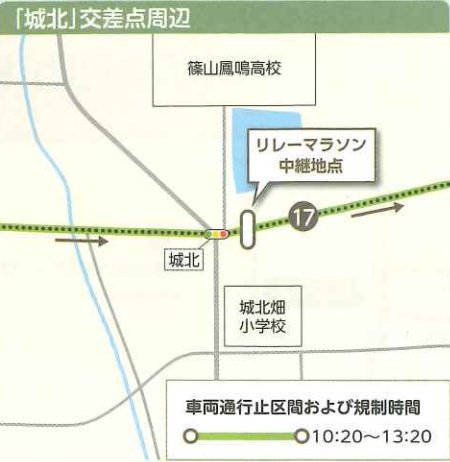 「城北」交差点周辺
篠山鳳鳴高校
リレーマラソン
中継地点
17
城北
城北畑
小学校
車両通行止区間および規制時間
10:20〜13:20